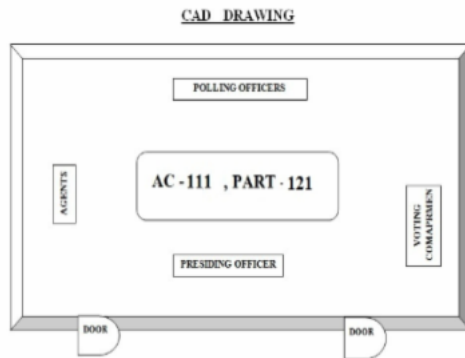 CAD DRAWING
POLLING OFFICERS
AGENTS
AC -111 , PART - 121
VOTING
COMAPRMEN
PRESIDING OFFICER
DOOR
DOOR